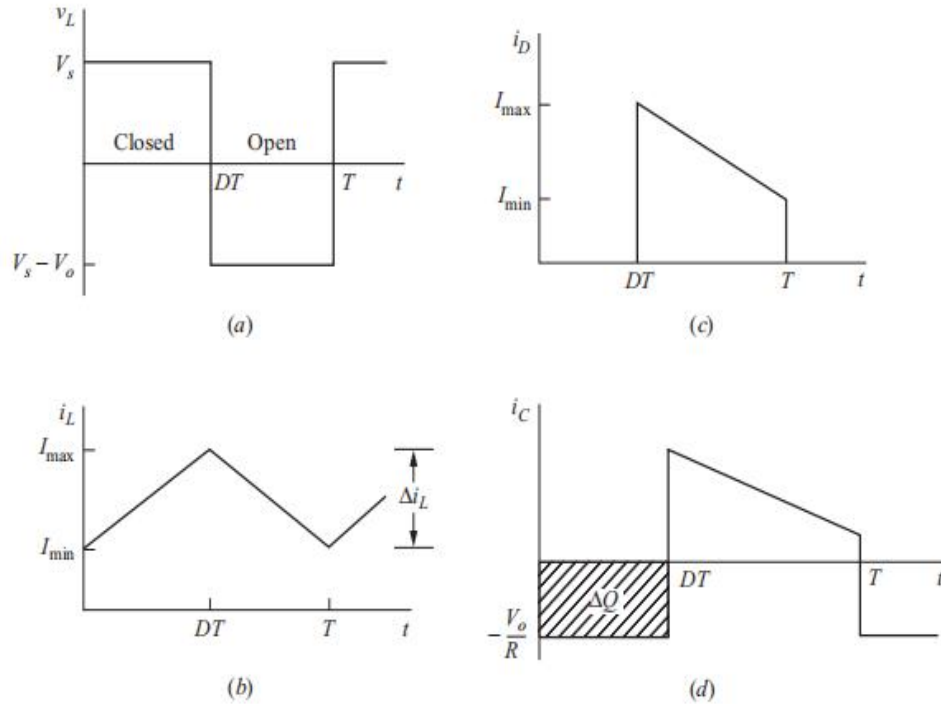 v_L
V_s
Closed
Open
DT
T
t
V_s − V_o
(a)
i_D
I_max
I_min
DT
T
t
(c)
i_L
I_max
Δi_L
I_min
DT
T
t
(b)
i_C
DT
T
t
ΔQ
−V_o/R
(d)